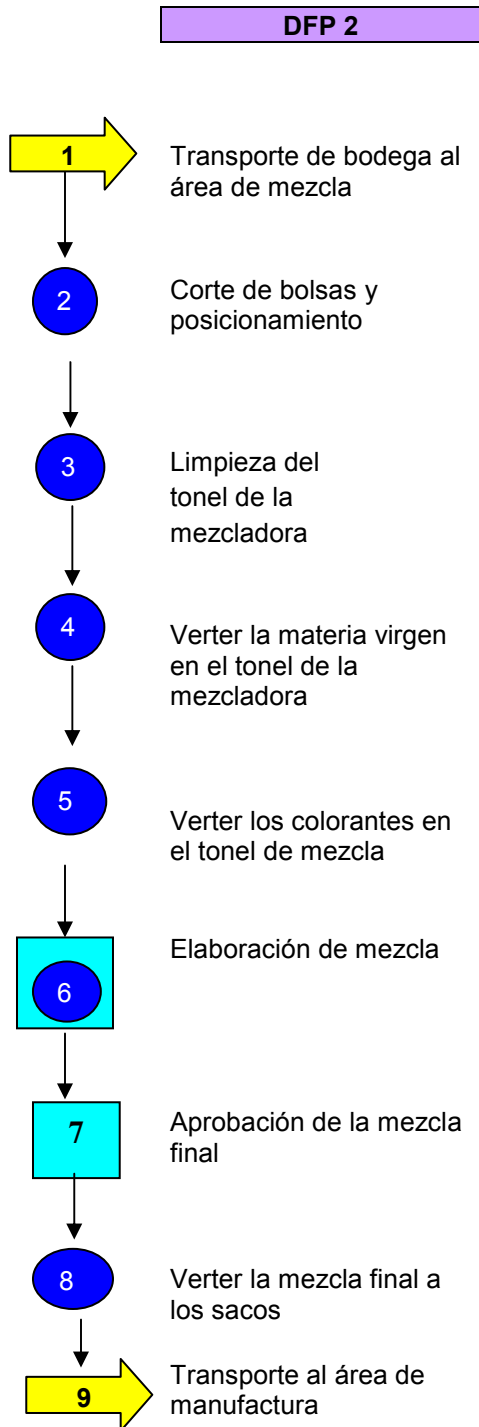 DFP 2
1
Transporte de bodega al
área de mezcla
2
Corte de bolsas y
posicionamiento
3
Limpieza del
tonel de la
mezcladora
4
Verter la materia virgen
en el tonel de la
mezcladora
5
Verter los colorantes en
el tonel de mezcla
6
Elaboración de mezcla
7
Aprobación de la mezcla
final
8
Verter la mezcla final a
los sacos
9
Transporte al área de
manufactura